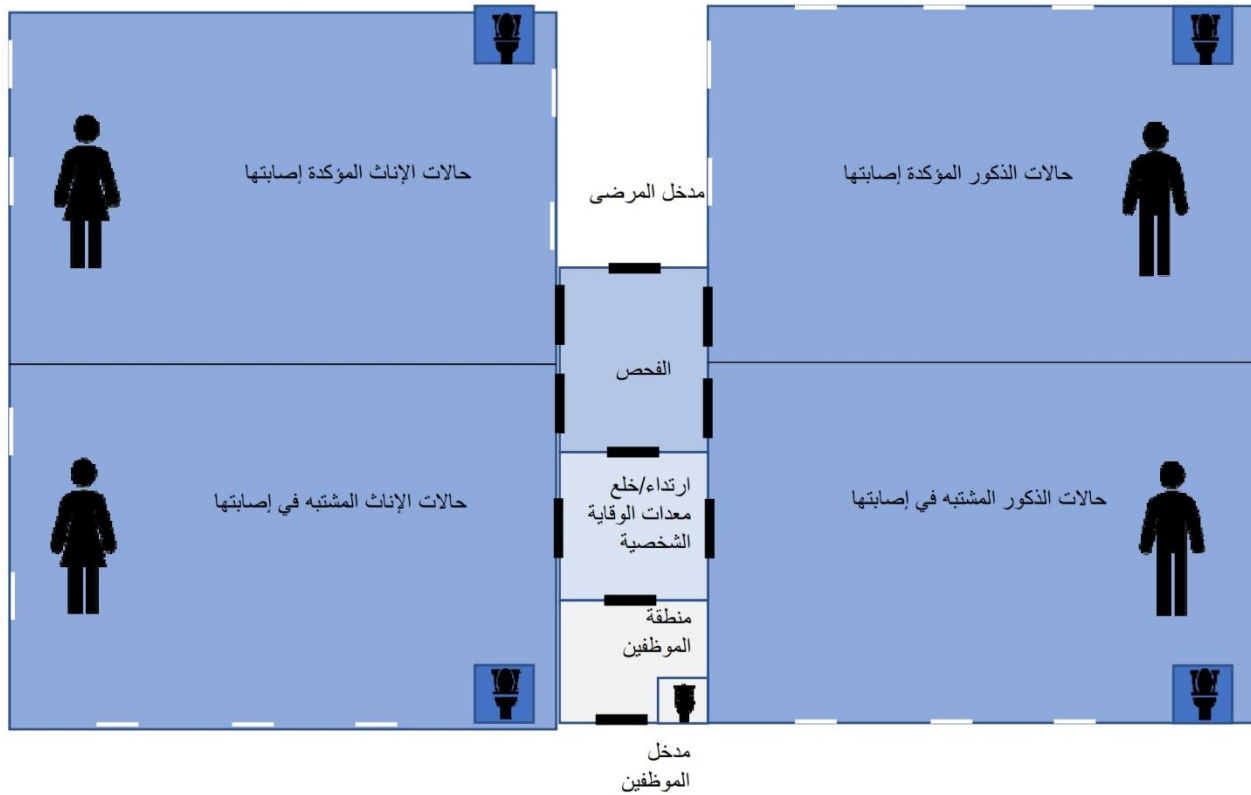 حالات الذكور المؤكدة إصابتها
حالات الإناث المؤكدة إصابتها
مدخل المرضى
الفحص
حالات الذكور المشتبه في إصابتها
حالات الإناث المشتبه في إصابتها
ارتداء/خلع
معدات الوقاية
الشخصية
منطقة
الموظفين
مدخل
الموظفين